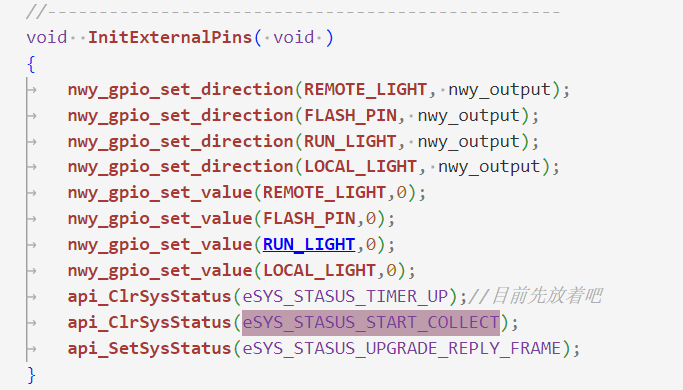 //--------------------------------------------------
void  InitExternalPins( void )
{
nwy_gpio_set_direction(REMOTE_LIGHT, nwy_output);
nwy_gpio_set_direction(FLASH_PIN, nwy_output);
nwy_gpio_set_direction(RUN_LIGHT, nwy_output);
nwy_gpio_set_direction(LOCAL_LIGHT, nwy_output);
nwy_gpio_set_value(REMOTE_LIGHT,0);
nwy_gpio_set_value(FLASH_PIN,0);
nwy_gpio_set_value(RUN_LIGHT,0);
nwy_gpio_set_value(LOCAL_LIGHT,0);
api_ClrSysStatus(eSYS_STASUS_TIMER_UP);//目前先放着吧
api_ClrSysStatus(eSYS_STASUS_START_COLLECT);
api_SetSysStatus(eSYS_STASUS_UPGRADE_REPLY_FRAME);
}